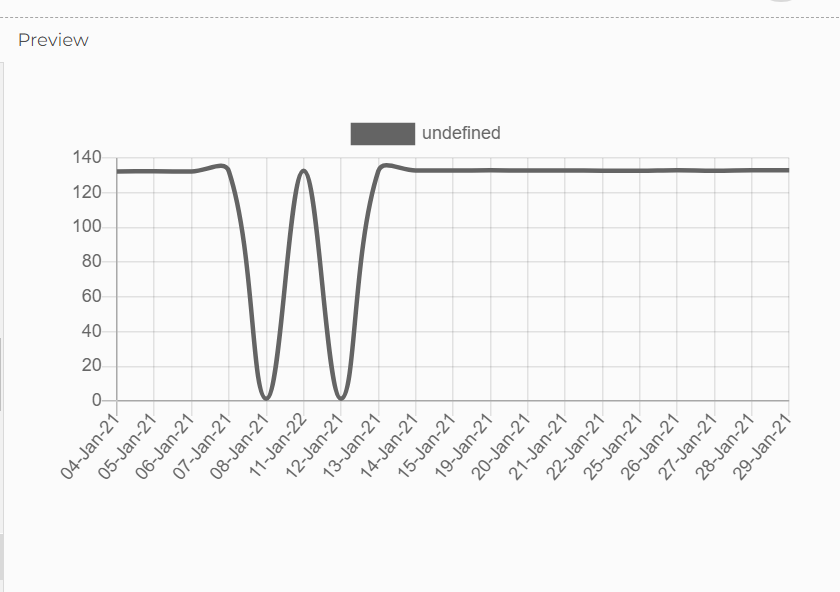 Preview
undefined
140
120
100
80
60
40
20
0
04-Jan-21
05-Jan-21
06-Jan-21
07-Jan-21
08-Jan-21
11-Jan-22
12-Jan-21
13-Jan-21
14-Jan-21
15-Jan-21
19-Jan-21
20-Jan-21
21-Jan-21
22-Jan-21
25-Jan-21
26-Jan-21
27-Jan-21
28-Jan-21
29-Jan-21